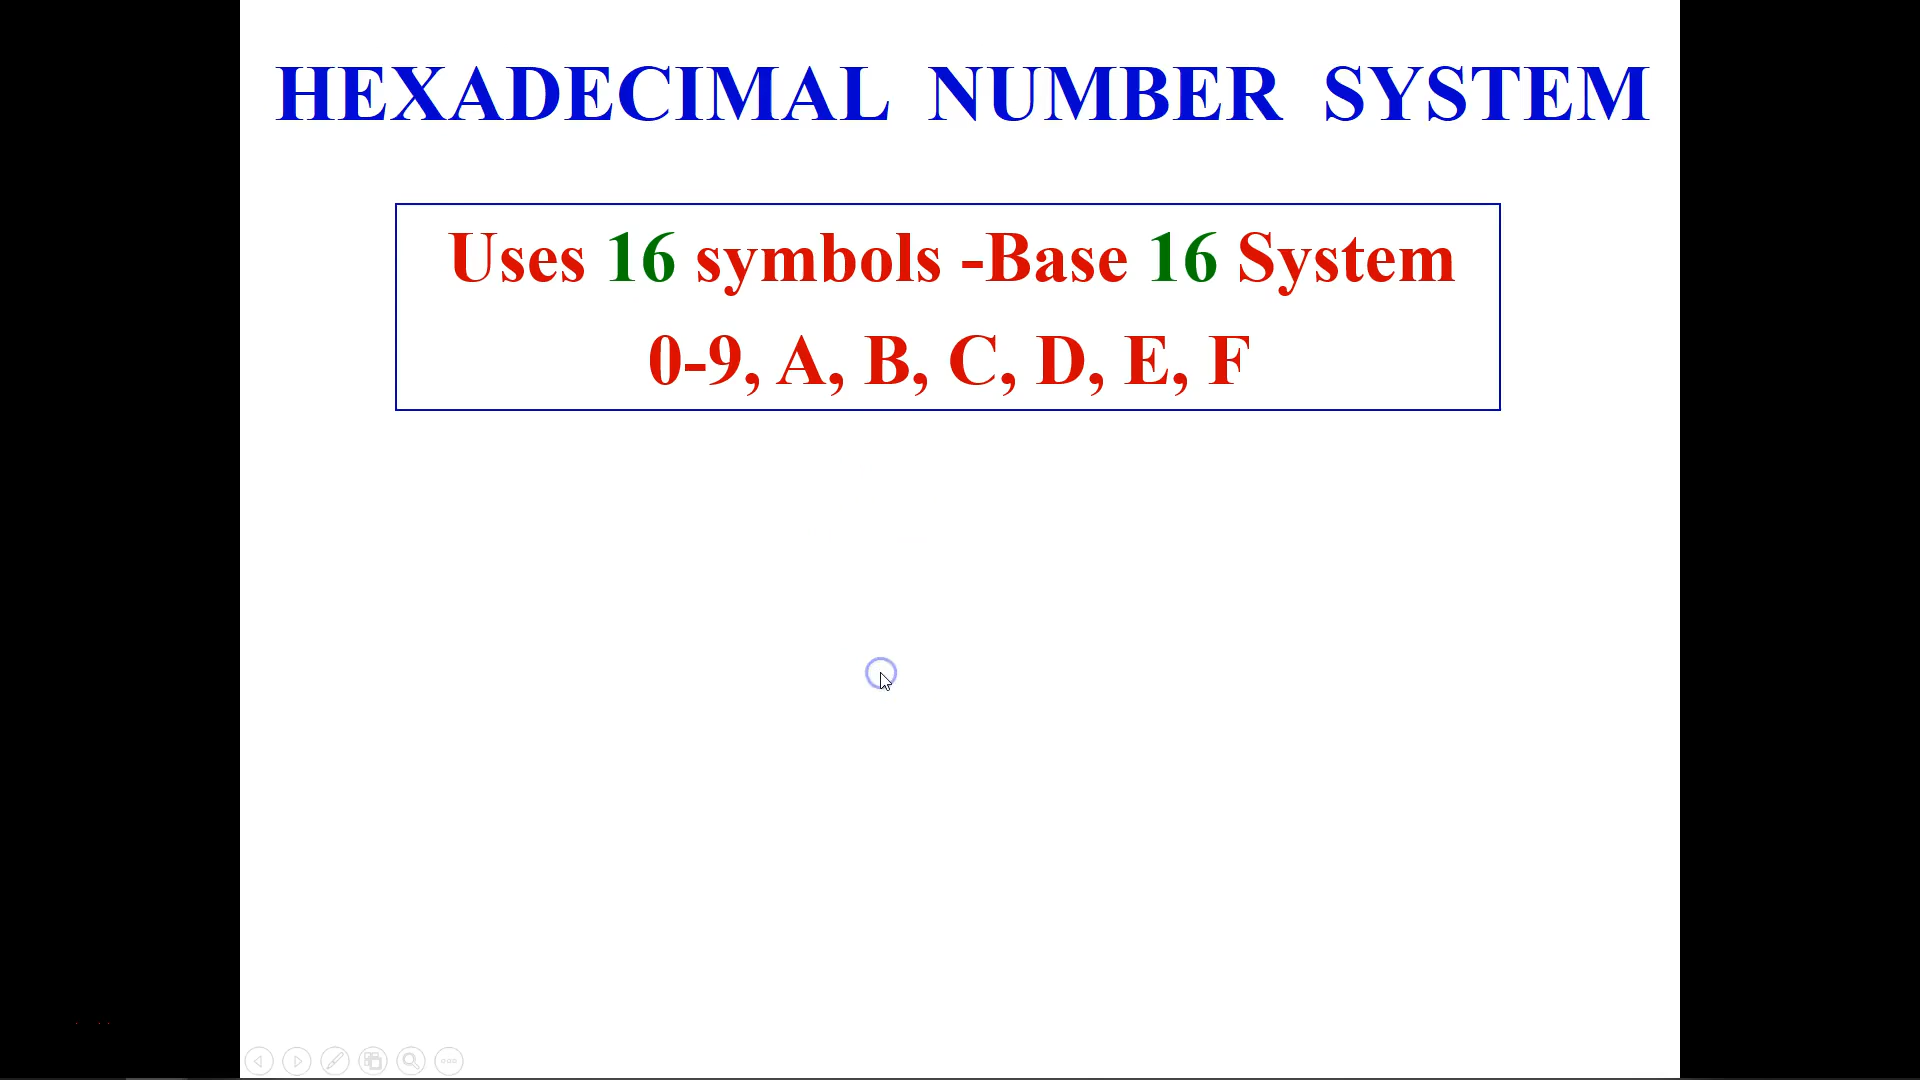 HEXADECIMAL NUMBER SYSTEM
Uses 16 symbols -Base 16 System
0-9, A, B, C, D, E, F